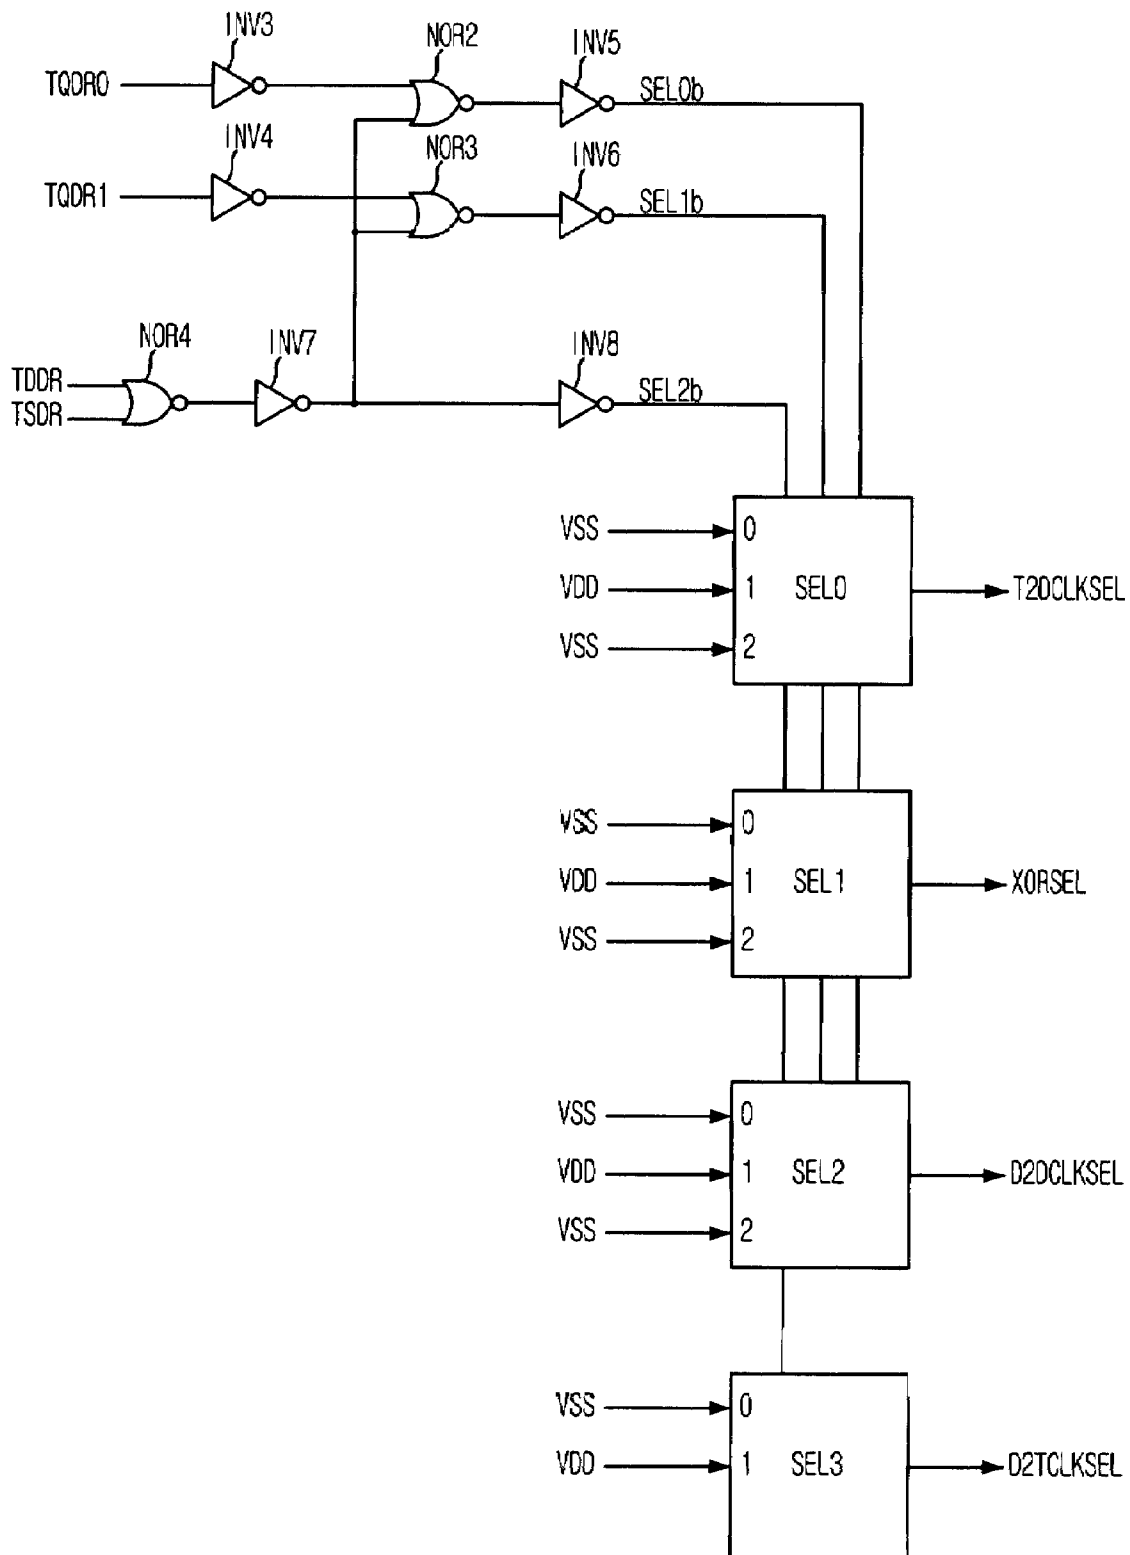 INV3
NOR2
INV5
TQDR0
SEL0b
INV4
NOR3
INV6
TQDR1
SEL1b
NOR4
INV7
INV8
TDDR
TSDR
SEL2b
VSS
0
VDD
1
SEL0
T2DCLKSEL
VSS
2
VSS
0
VDD
1
SEL1
XORSEL
VSS
2
VSS
0
VDD
1
SEL2
D2DCLKSEL
VSS
2
VSS
0
VDD
1
SEL3
D2TCLKSEL